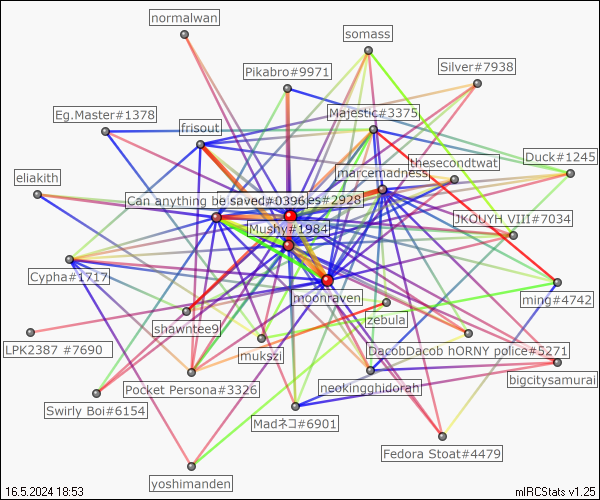 normalwan
somass
Silver#7938
Pikabro#9971
Majestic#3375
Eg.Master#1378
frisout
thesecondtwat
Duck#1245
marcemadness
eliakith
Can anything be saved#0396
es#2928
JKOUYH VIII#7034
Mushy#1984
Cypha#1717
moonraven
ming#4742
shawntee9
zebula
LPK2387 #7690
mukszi
DacobDacob hORNY police#5271
Pocket Persona#3326
neokingghidorah
bigcitysamurai
Swirly Boi#6154
Madネコ#6901
Fedora Stoat#4479
yoshimanden
16.5.2024 18:53
mIRCStats v1.25